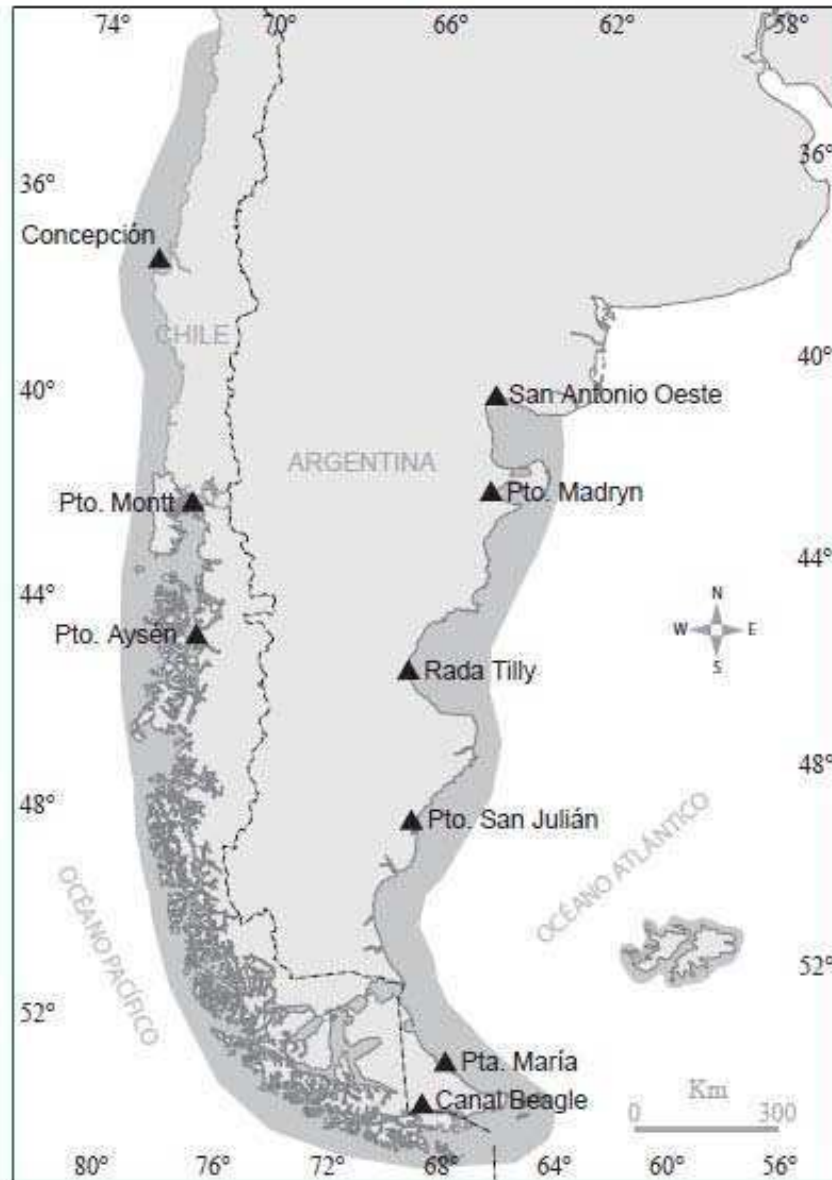 74° 70° 66° 62° 58°
36°
36°
Concepción
CHILE
40°
40°
San Antonio Oeste
ARGENTINA
Pto. Montt
Pto. Madryn
44°
44°
N
W E
S
Pto. Aysén
Rada Tilly
48°
48°
Pto. San Julián
OCÉANO ATLÁNTICO
OCÉANO PACÍFICO
52°
52°
Pta. María
Canal Beagle
Km
0 300
80° 76° 72° 68° 64° 60° 56°